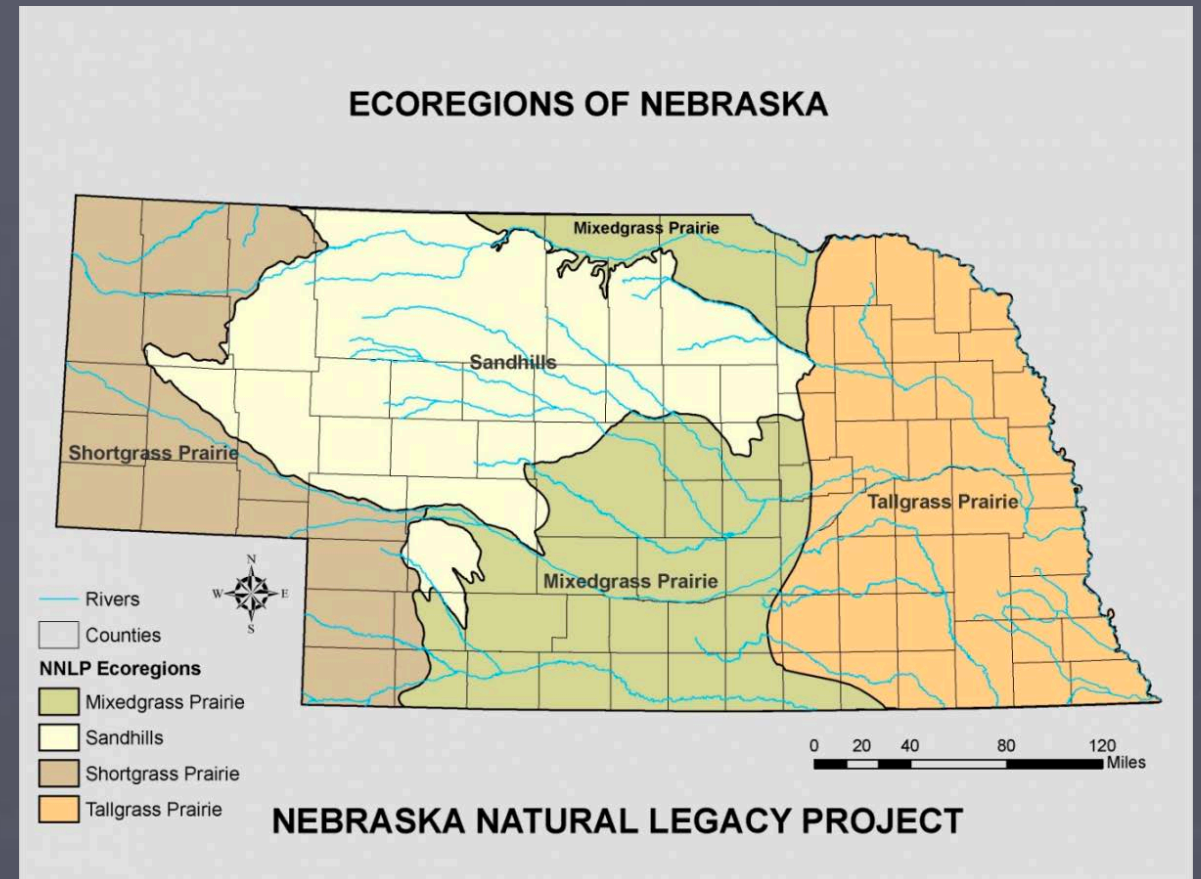 ECOREGIONS OF NEBRASKA
Mixedgrass Prairie
Sandhills
Shortgrass Prairie
Tallgrass Prairie
Mixedgrass Prairie
N
W
E
S
Rivers
Counties
NNLP Ecoregions
Mixedgrass Prairie
Sandhills
Shortgrass Prairie
Tallgrass Prairie
0 20 40 80 120
Miles
NEBRASKA NATURAL LEGACY PROJECT